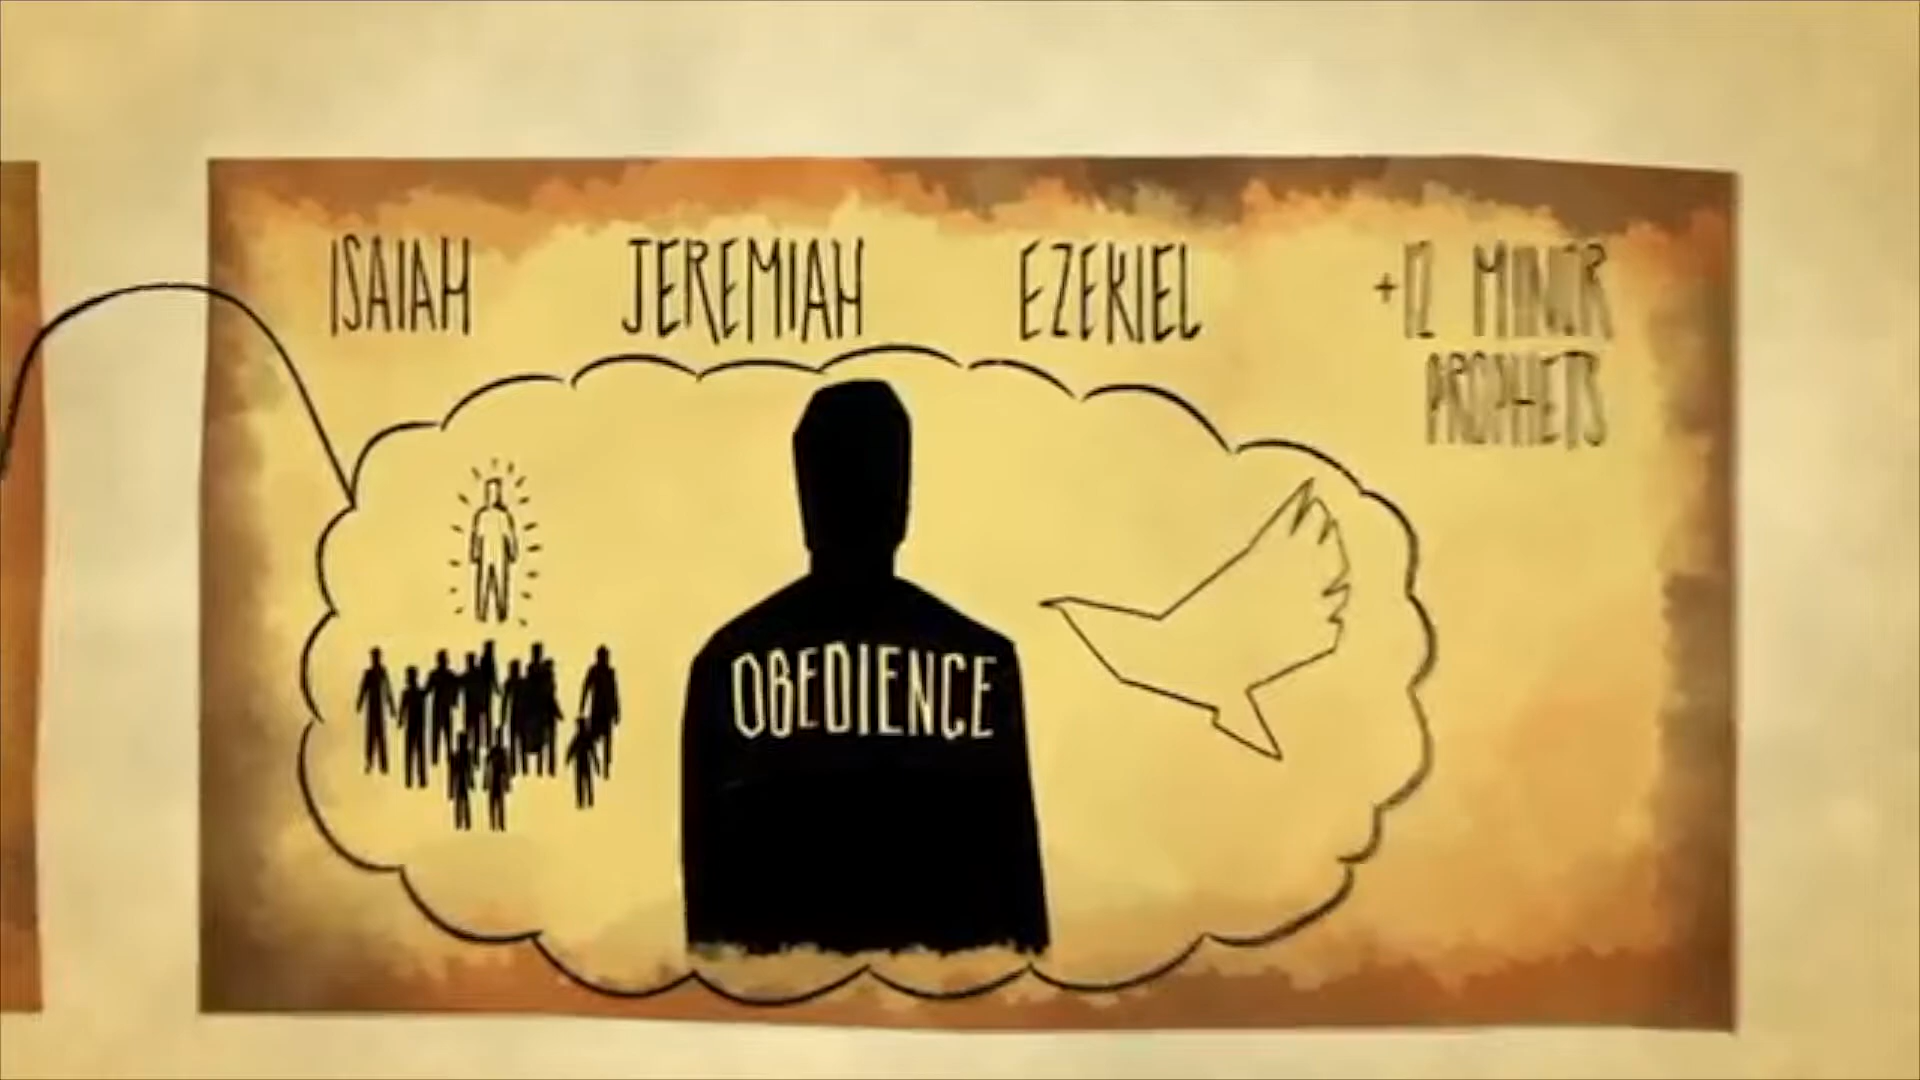 ISAIAH
JEREMIAH
EZEKIEL
+12 MINOR
PROPHETS
OBEDIENCE